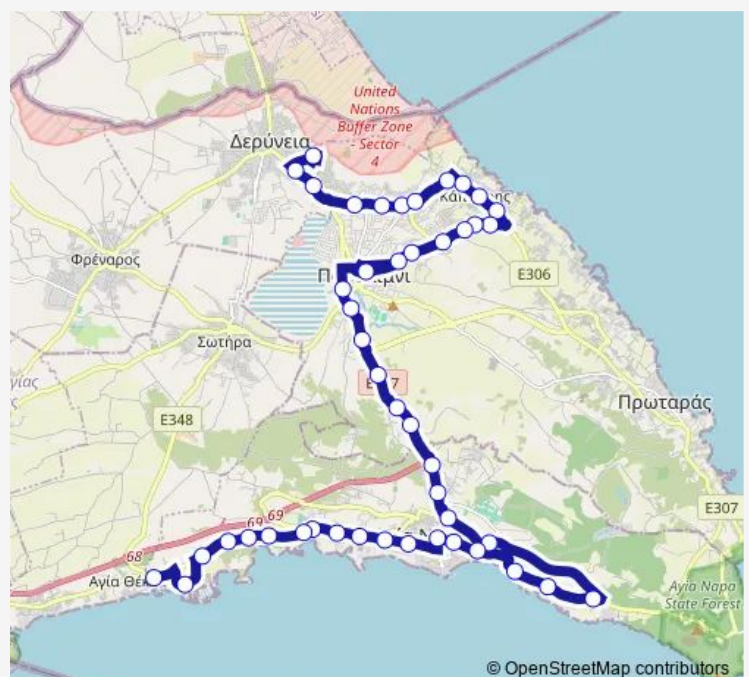 United
Nations
Buffer Zone
- Sector
4
Δερύνεια
Φρέναρος
E306
Σωτήρα
Πρωταράς
E348
E307
69
69
68
Ayia Napa
State Forest
© OpenStreetMap contributors